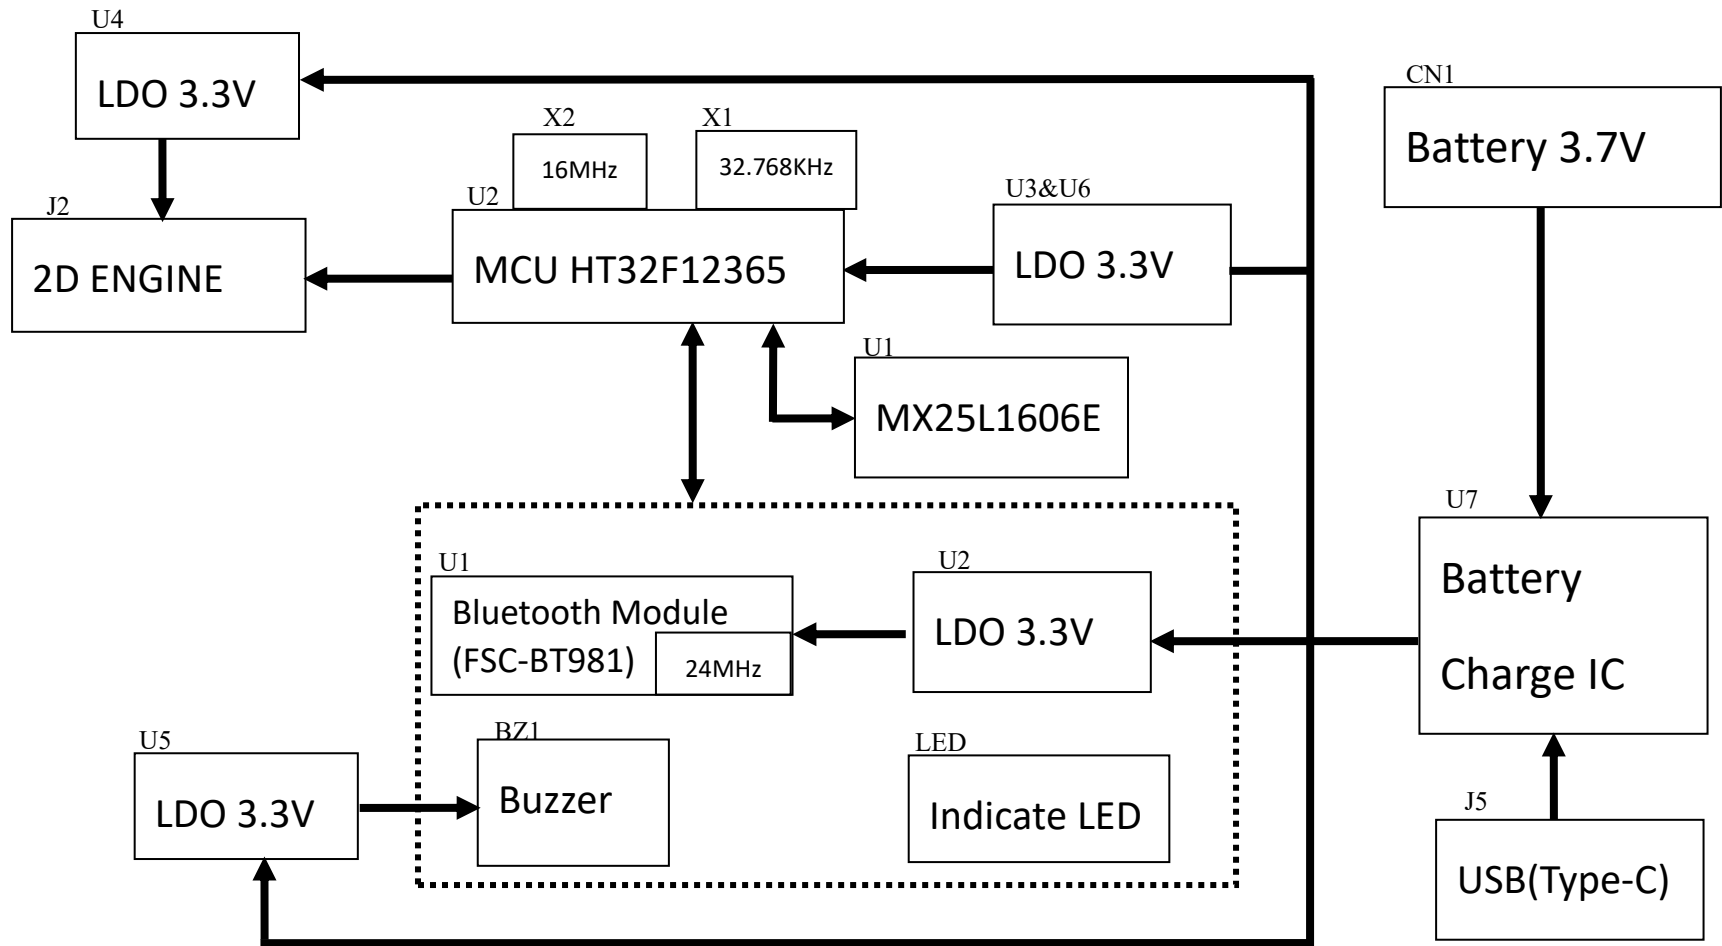 U4
LDO 3.3V
CN1
Battery 3.7V
X2
16MHz
X1
32.768KHz
J2
2D ENGINE
U2
MCU HT32F12365
U3&U6
LDO 3.3V
U1
MX25L1606E
U7
Battery
Charge IC
U1
Bluetooth Module
(FSC-BT981)
24MHz
U2
LDO 3.3V
U5
LDO 3.3V
BZ1
Buzzer
LED
Indicate LED
J5
USB(Type-C)